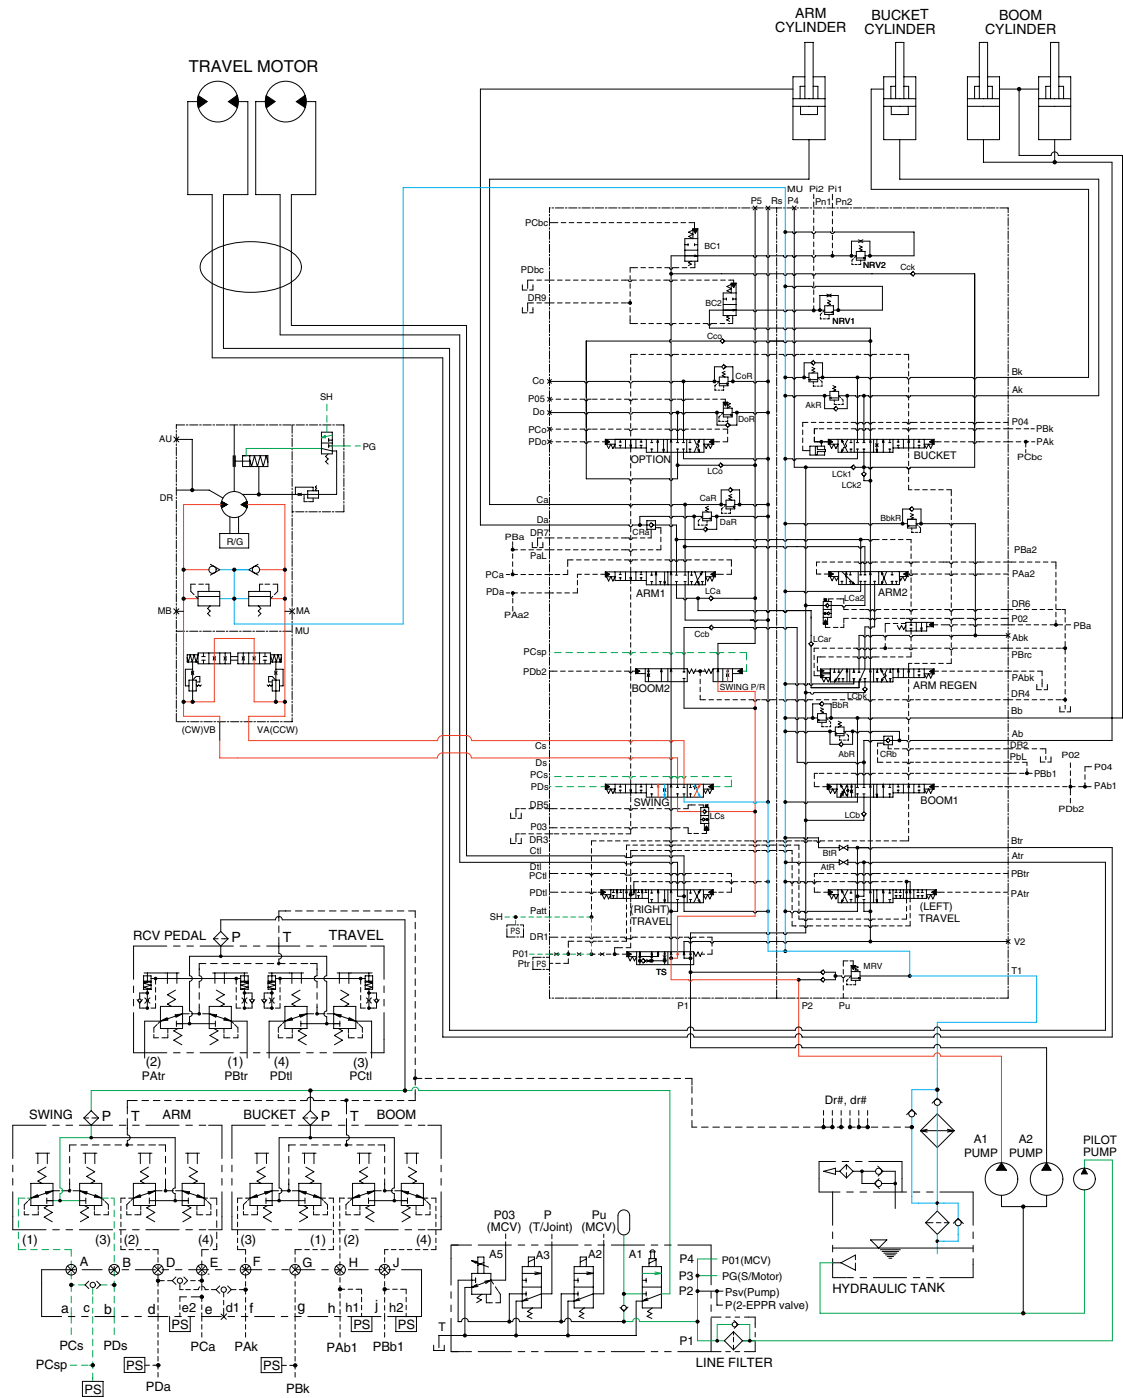 ARM
CYLINDER
BUCKET
CYLINDER
BOOM
CYLINDER
TRAVEL MOTOR
P5
Rs
MU
P4
Pi2
Pi1
Pn1
Pn2
PCbc
BC1
NRV2
Cck
PDbc
DR9
BC2
NRV1
Cco
Co
CoR
Bk
P05
AkR
Ak
Do
DoR
P04
PCo
PBk
PDo
PAk
OPTION
BUCKET
PCbc
LCo
LCk1
LCk2
SH
AU
PG
DR
R/G
MB
MA
MU
(CW)VB
VA(CCW)
Ca
CaR
Da
DaR
BbkR
DR7
CRa
PBa
PaL
PBa2
PCa
PAa2
PDa
ARM1
ARM2
PAa2
LCa
LCa2
DR6
P02
PBa
Ccb
LCar
Abk
PCsp
PBrc
PDb2
PAbk
BOOM2
SWING P/R
ARM REGEN
LCbk
DR4
BbR
Bb
Cs
AbR
CRb
Ab
DR2
Ds
PbL
P02
PCs
PBb1
P04
PDs
PAb1
SWING
BOOM1
DR5
LCs
LCb
PDb2
P03
DR3
Btr
Ctl
BtR
Atr
Dtl
AtR
PCtl
PBtr
PDtl
PAtr
(RIGHT)
TRAVEL
(LEFT)
TRAVEL
Patt
SH
PS
DR1
V2
P01
Ptr
PS
TS
MRV
T1
P1
P2
Pu
RCV PEDAL
P
T
TRAVEL
(2)
(1)
(4)
(3)
PAtr
PBtr
PDtl
PCtl
SWING
P
T
ARM
BUCKET
P
T
BOOM
(1)
(3)
(2)
(4)
(3)
(1)
(2)
(4)
A
B
D
E
F
G
H
J
a
c
b
d
e2
e
d1
f
g
h
h1
j
h2
PS
PS
PS
PCs
PDs
PCa
PAk
PAb1
PBb1
PCsp
PS
PDa
PS
PBk
PS
P03
(MCV)
P
(T/Joint)
Pu
(MCV)
A5
A3
A2
A1
P4
P01(MCV)
P3
PG(S/Motor)
P2
Psv(Pump)
P(2-EPPR valve)
T
P1
LINE FILTER
Dr#, dr#
A1
PUMP
A2
PUMP
PILOT
PUMP
HYDRAULIC TANK